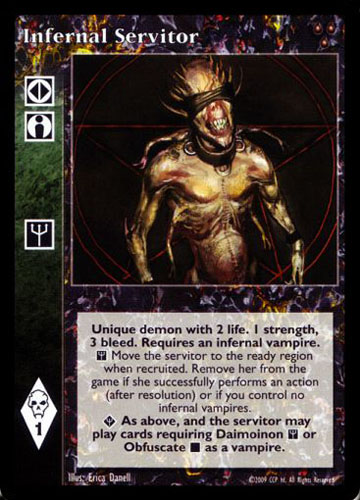 Infernal Servitor
Unique demon with 2 life. 1 strength,
3 bleed. Requires an infernal vampire.
Move the servitor to the ready region
when recruited. Remove her from the
game if she successfully performs an action
(after resolution) or if you control no
infernal vampires.
As above, and the servitor may
play cards requiring Daimoinon or
Obfuscate as a vampire.
1
Illus: Erica Danell
©2009 CCP hf. All Rights Reserved